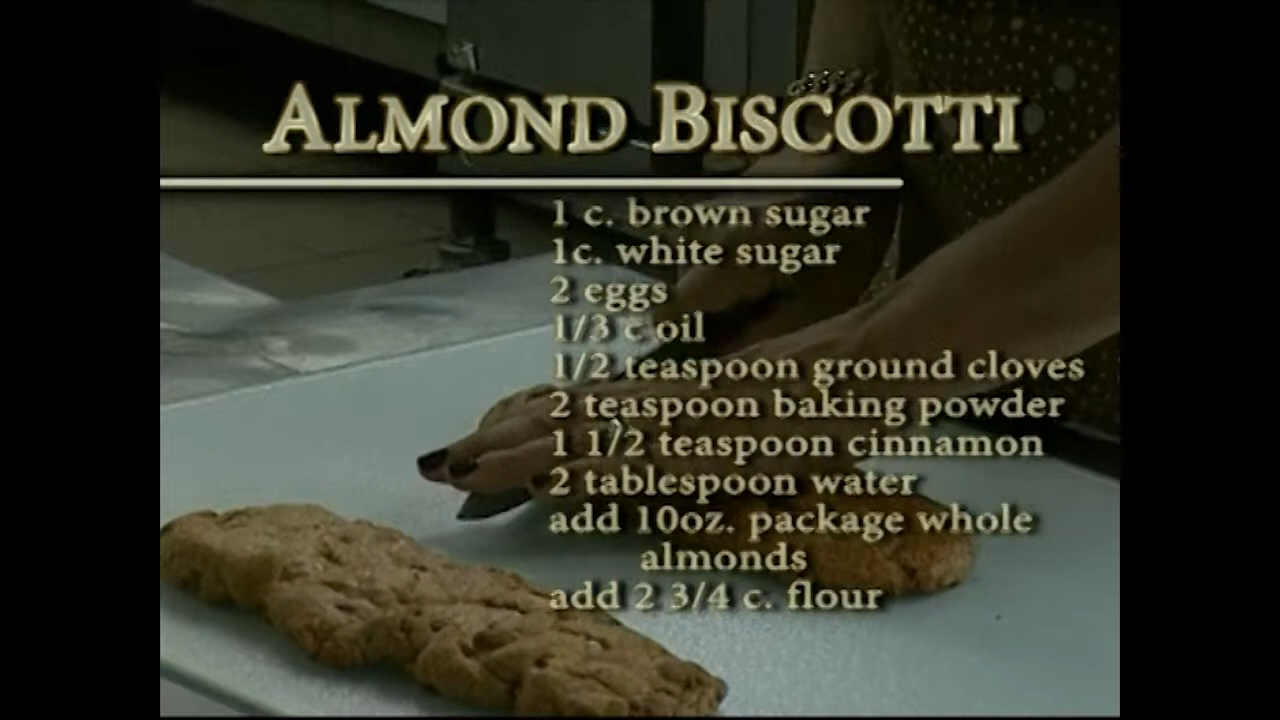 ALMOND BISCOTTI
1 c. brown sugar
1c. white sugar
2 eggs
1/3 c oil
1/2 teaspoon ground cloves
2 teaspoon baking powder
1 1/2 teaspoon cinnamon
2 tablespoon water
add 10oz. package whole
almonds
add 2 3/4 c. flour